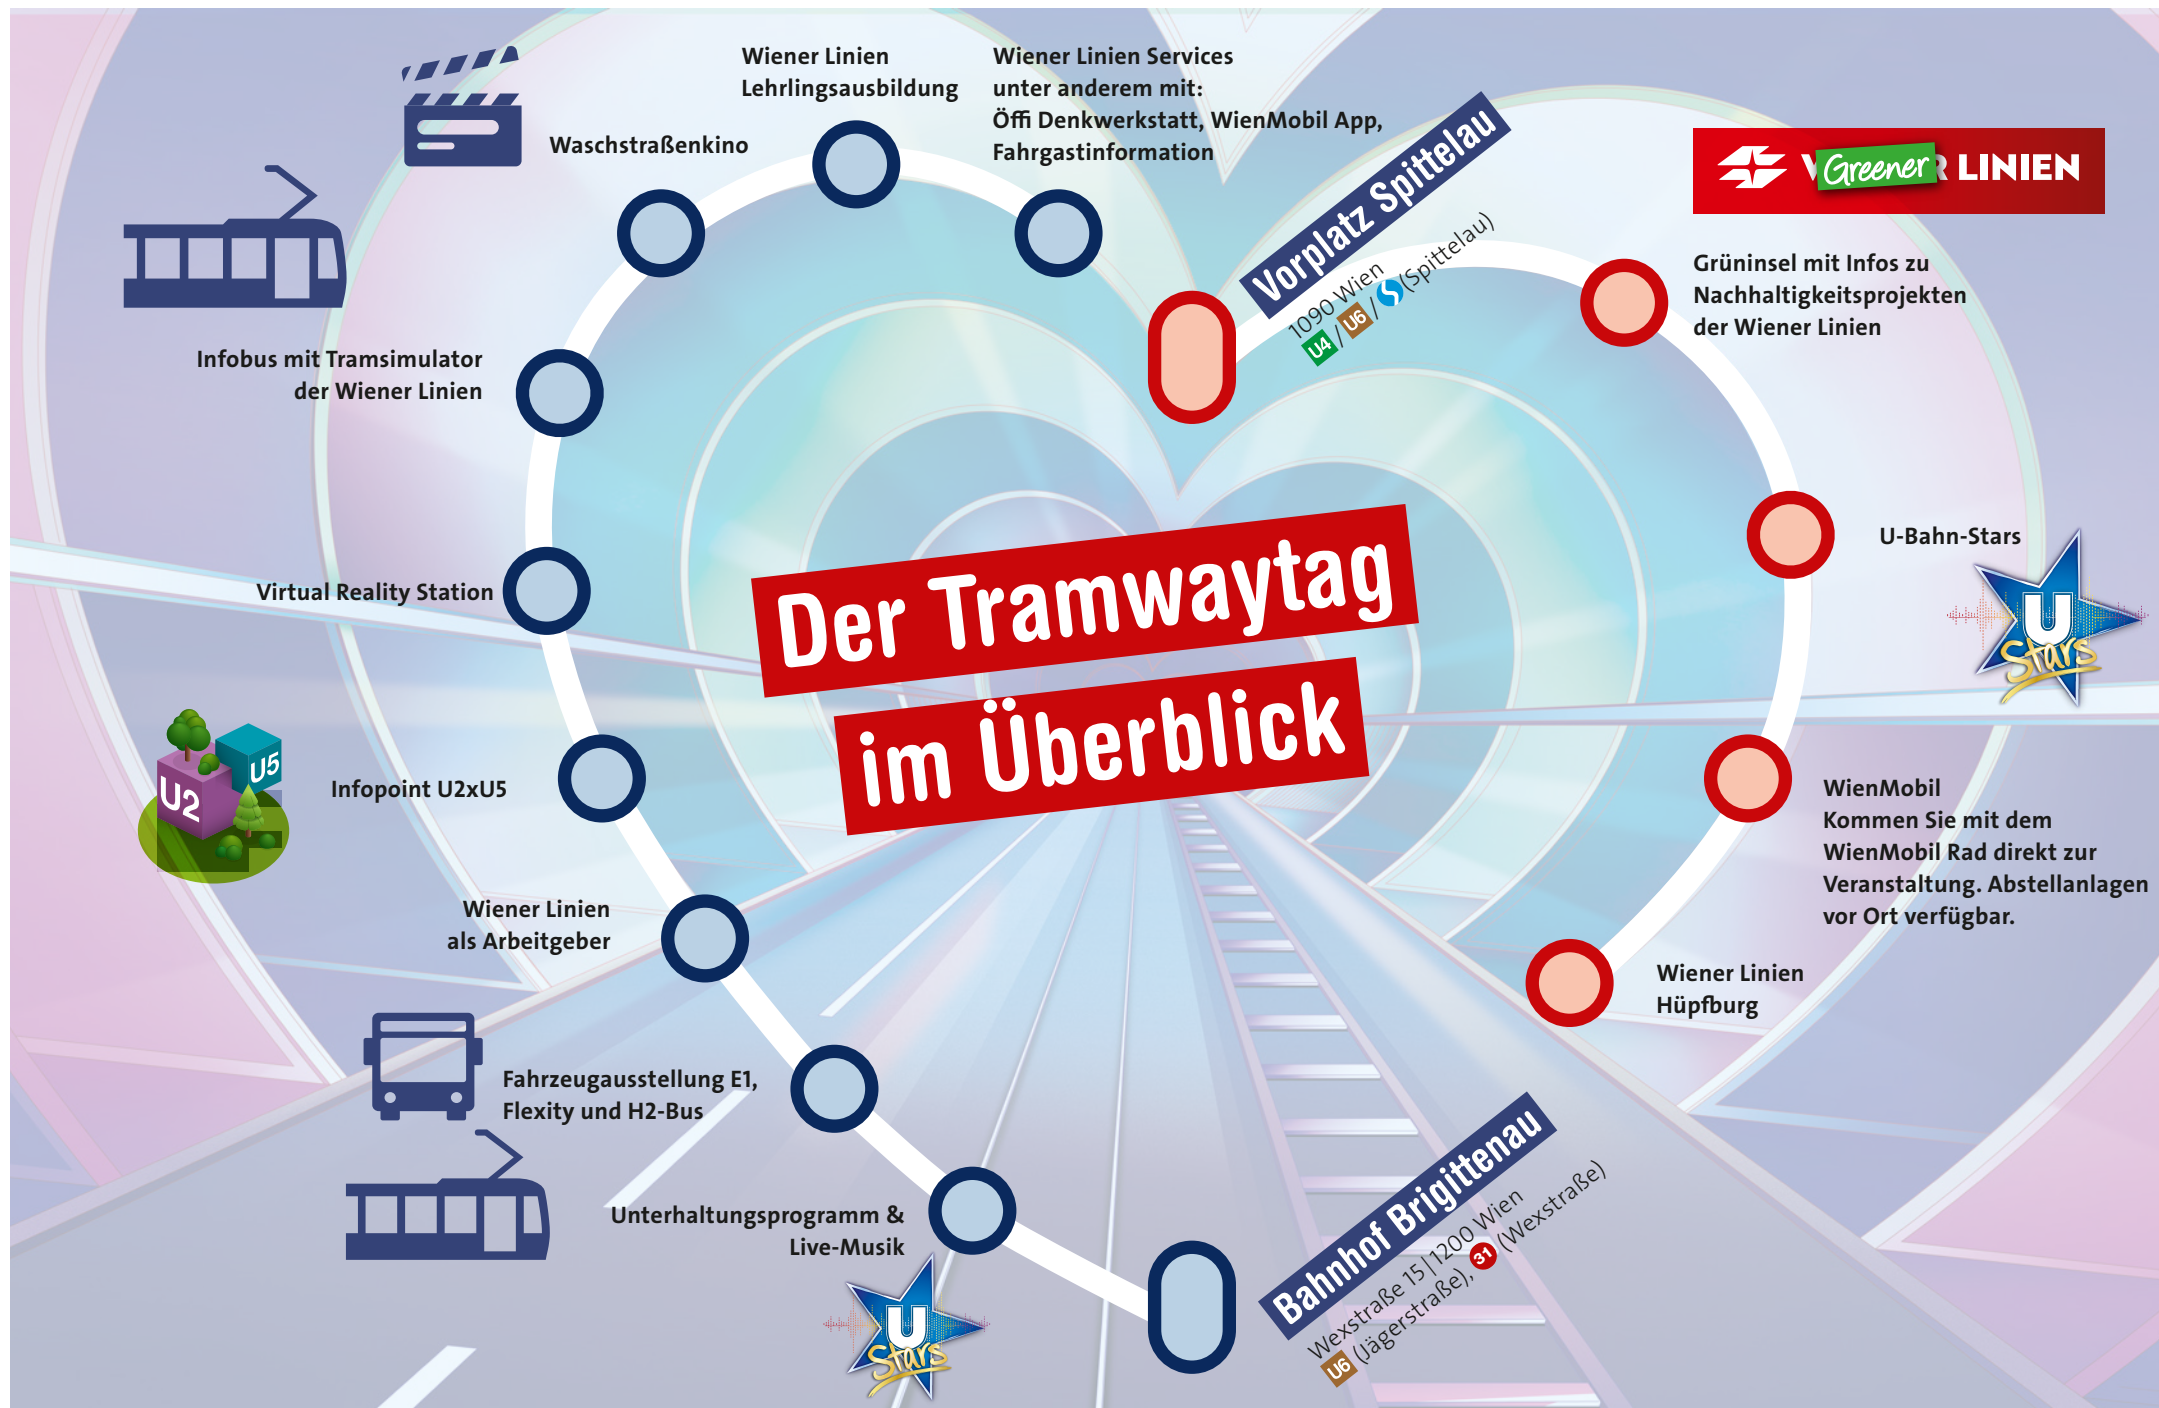 Wiener Linien
Lehrlingsausbildung
Wiener Linien Services
unter anderem mit:
Öffi Denkwerkstatt, WienMobil App,
Fahrgastinformation
Waschstraßenkino
Vorplatz Spittelau
1090 Wien
U4 / U6 / S (Spittelau)
Greener LINIEN
Grüninsel mit Infos zu
Nachhaltigkeitsprojekten
der Wiener Linien
Infobus mit Tramsimulator
der Wiener Linien
U-Bahn-Stars
U
Stars
Virtual Reality Station
Der Tramwaytag
im Überblick
U2
U5
Infopoint U2xU5
WienMobil
Kommen Sie mit dem
WienMobil Rad direkt zur
Veranstaltung. Abstellanlagen
vor Ort verfügbar.
Wiener Linien
als Arbeitgeber
Wiener Linien
Hüpfburg
Fahrzeugausstellung E1,
Flexity und H2-Bus
Unterhaltungsprogramm &
Live-Musik
U
Stars
Bahnhof Brigittenau
Wexstraße 15 | 1200 Wien
U6 (Jägerstraße), 31 (Wexstraße)